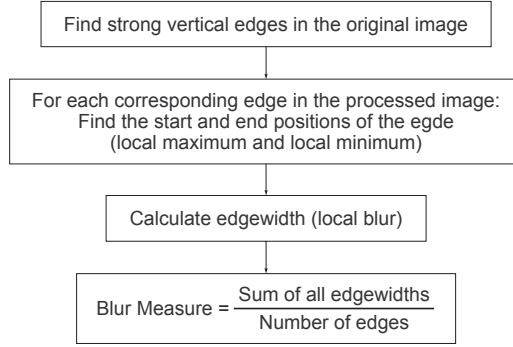 Find strong vertical edges in the original image
For each corresponding edge in the processed image:
Find the start and end positions of the egde
(local maximum and local minimum)
Calculate edgewidth (local blur)
Blur Measure = Sum of all edgewidths
Number of edges